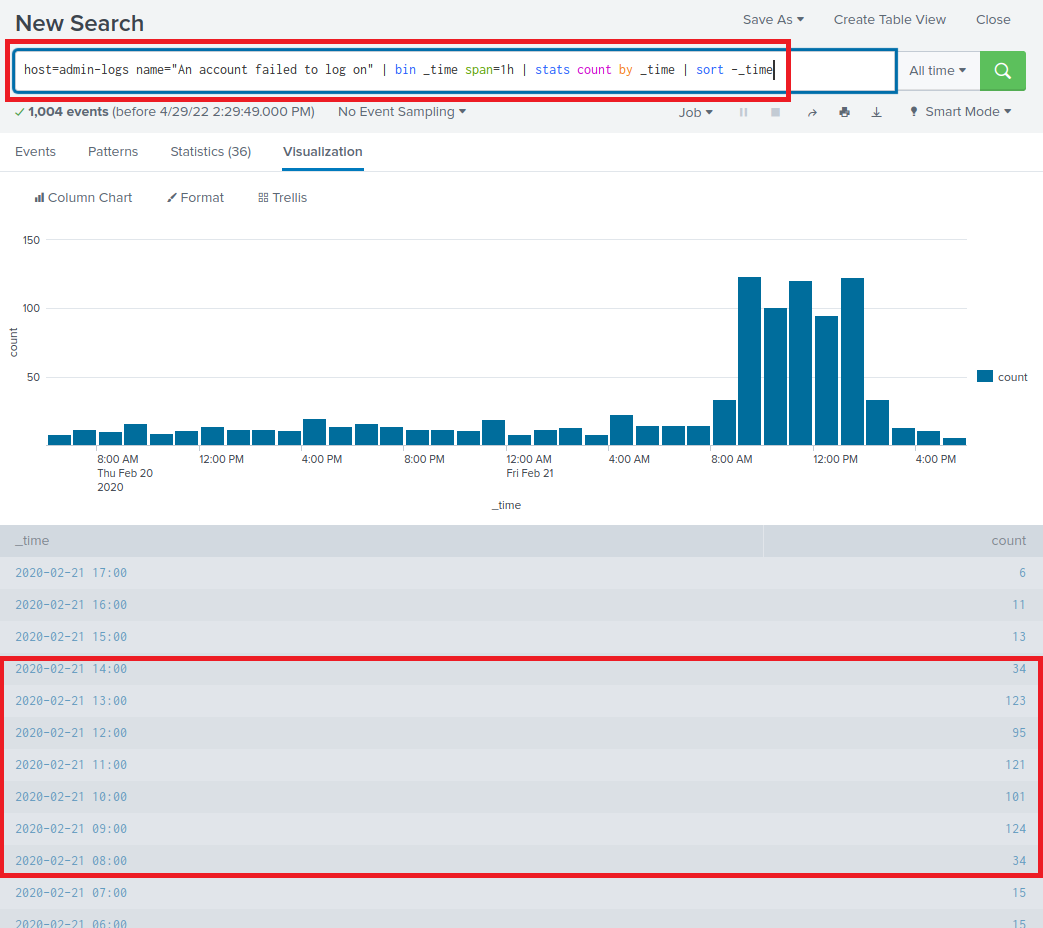 New Search
Save As ▾ Create Table View Close
host=admin-logs name="An account failed to log on" | bin _time span=1h | stats count by _time | sort -_time
All time ▾
✓ 1,004 events (before 4/29/22 2:29:49.000 PM) No Event Sampling ▾ Job ▾ Smart Mode ▾
Events Patterns Statistics (36) Visualization
Column Chart Format Trellis
150
100
50
count
count
8:00 AM 12:00 PM 4:00 PM 8:00 PM 12:00 AM 4:00 AM 8:00 AM 12:00 PM 4:00 PM
Thu Feb 20 Fri Feb 21
2020
_time
_time count
2020-02-21 17:00 6
2020-02-21 16:00 11
2020-02-21 15:00 13
2020-02-21 14:00 34
2020-02-21 13:00 123
2020-02-21 12:00 95
2020-02-21 11:00 121
2020-02-21 10:00 101
2020-02-21 09:00 124
2020-02-21 08:00 34
2020-02-21 07:00 15
2020-02-21 06:00 15